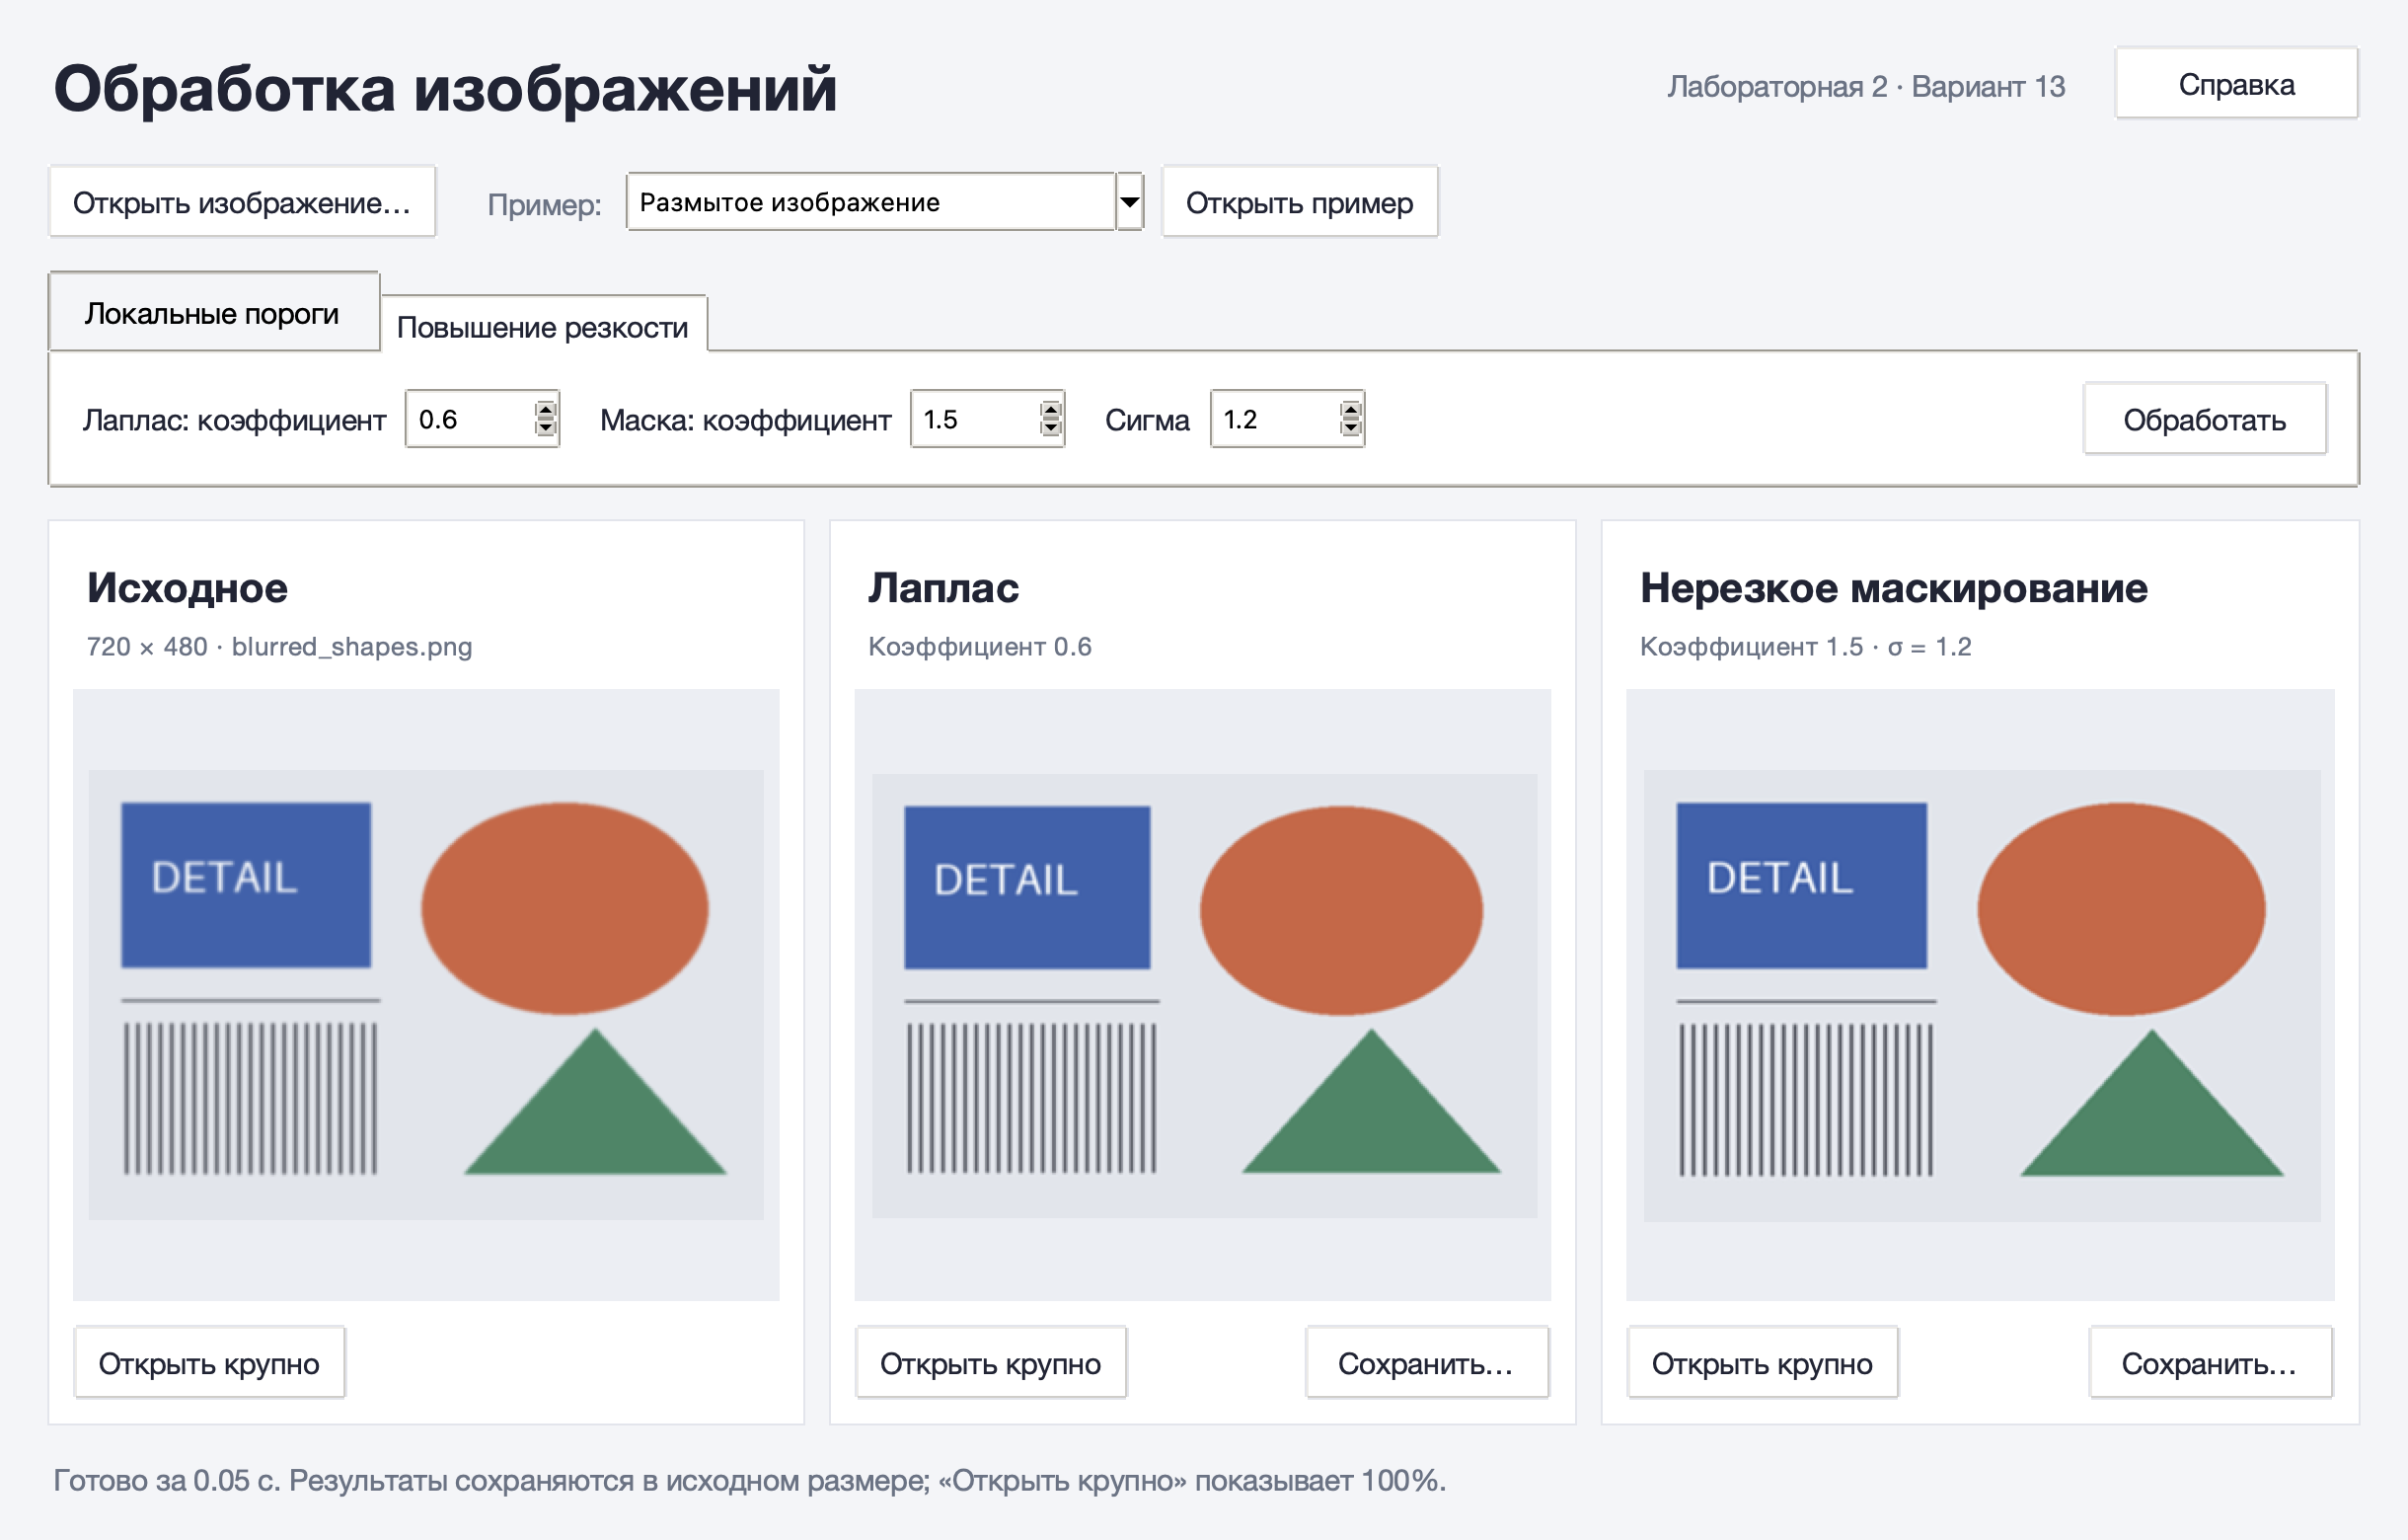 Обработка изображений
Лабораторная 2 · Вариант 13
Справка
Открыть изображение...
Пример:
Размытое изображение
Открыть пример
Локальные пороги
Повышение резкости
Лаплас: коэффициент
0.6
Маска: коэффициент
1.5
Сигма
1.2
Обработать
Исходное
720 × 480 · blurred_shapes.png
DETAIL
Открыть крупно
Лаплас
Коэффициент 0.6
DETAIL
Открыть крупно
Сохранить...
Нерезкое маскирование
Коэффициент 1.5 · σ = 1.2
DETAIL
Открыть крупно
Сохранить...
Готово за 0.05 с. Результаты сохраняются в исходном размере; «Открыть крупно» показывает 100%.